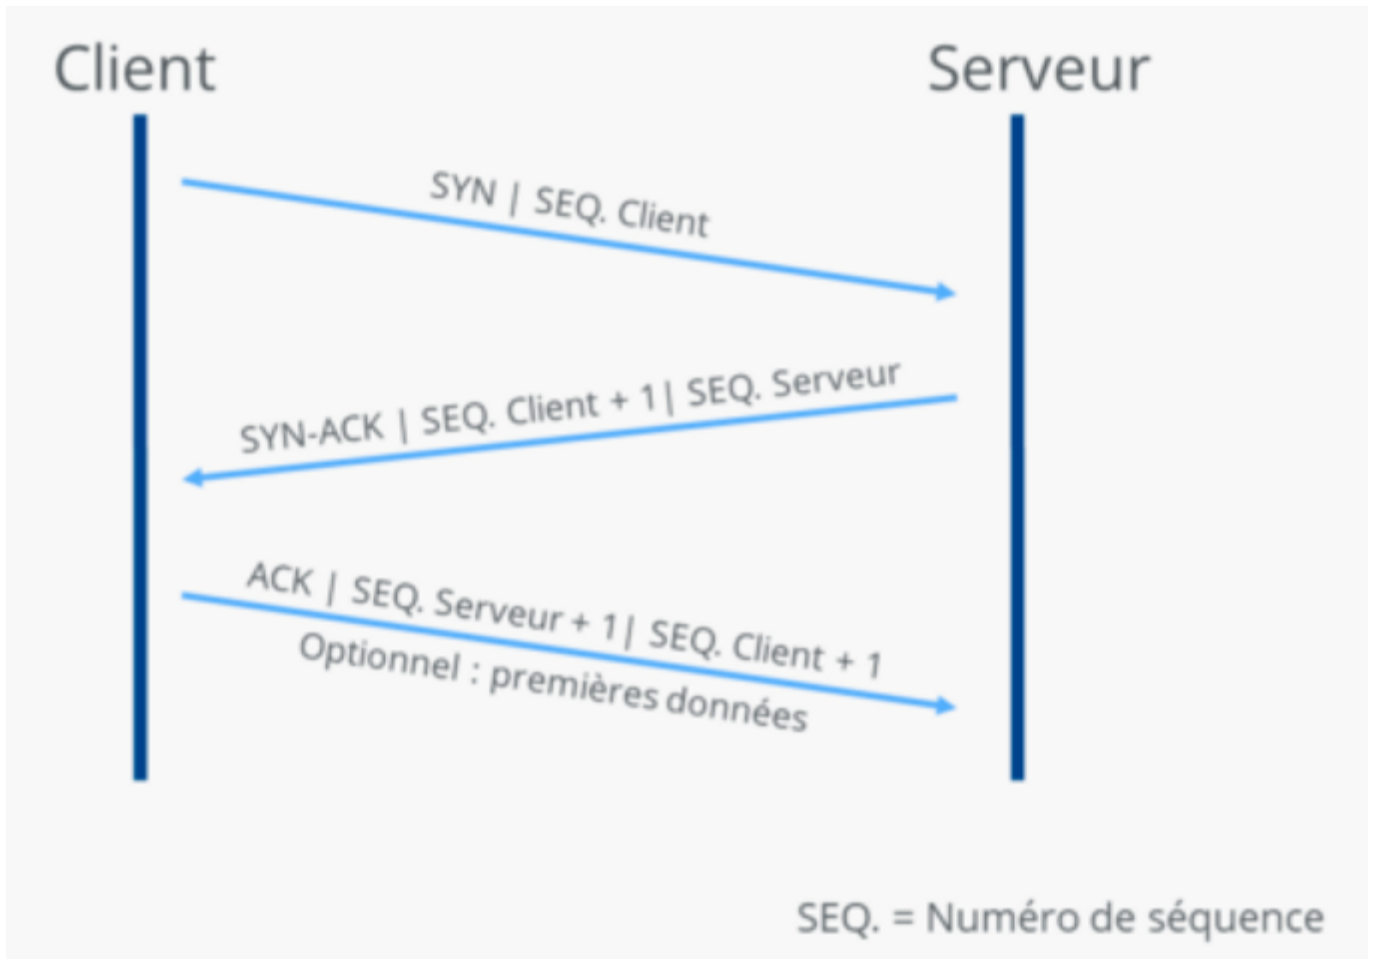 Client
Serveur
SYN | SEQ. Client
SYN-ACK | SEQ. Client + 1| SEQ. Serveur
ACK | SEQ. Serveur + 1| SEQ. Client + 1
Optionnel : premières données
SEQ. = Numéro de séquence